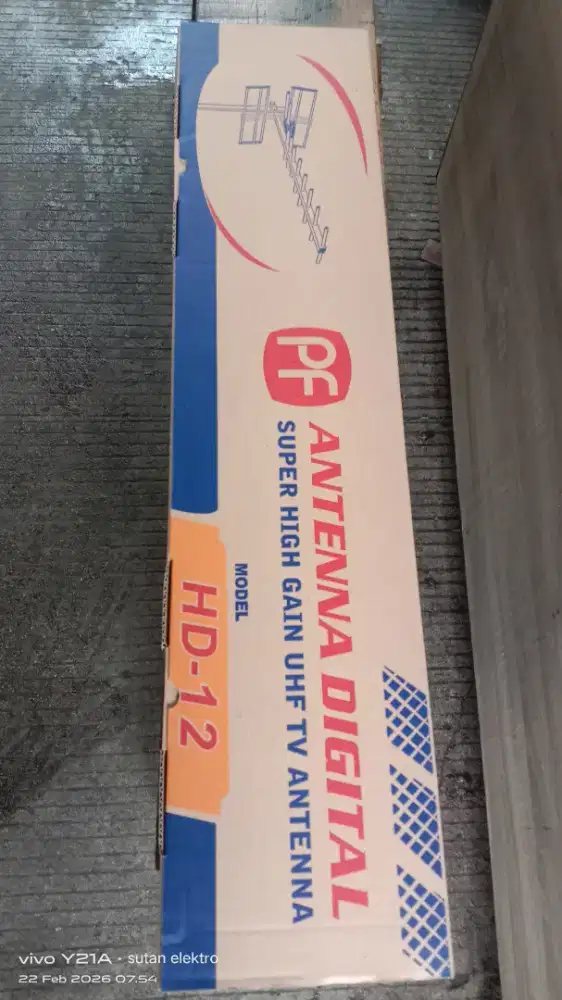 PF
ANTENNA DIGITAL
SUPER HIGH GAIN UHF TV ANTENNA
MODEL
HD-12
vivo Y21A · sutan elektro
22 Feb 2026 07.54